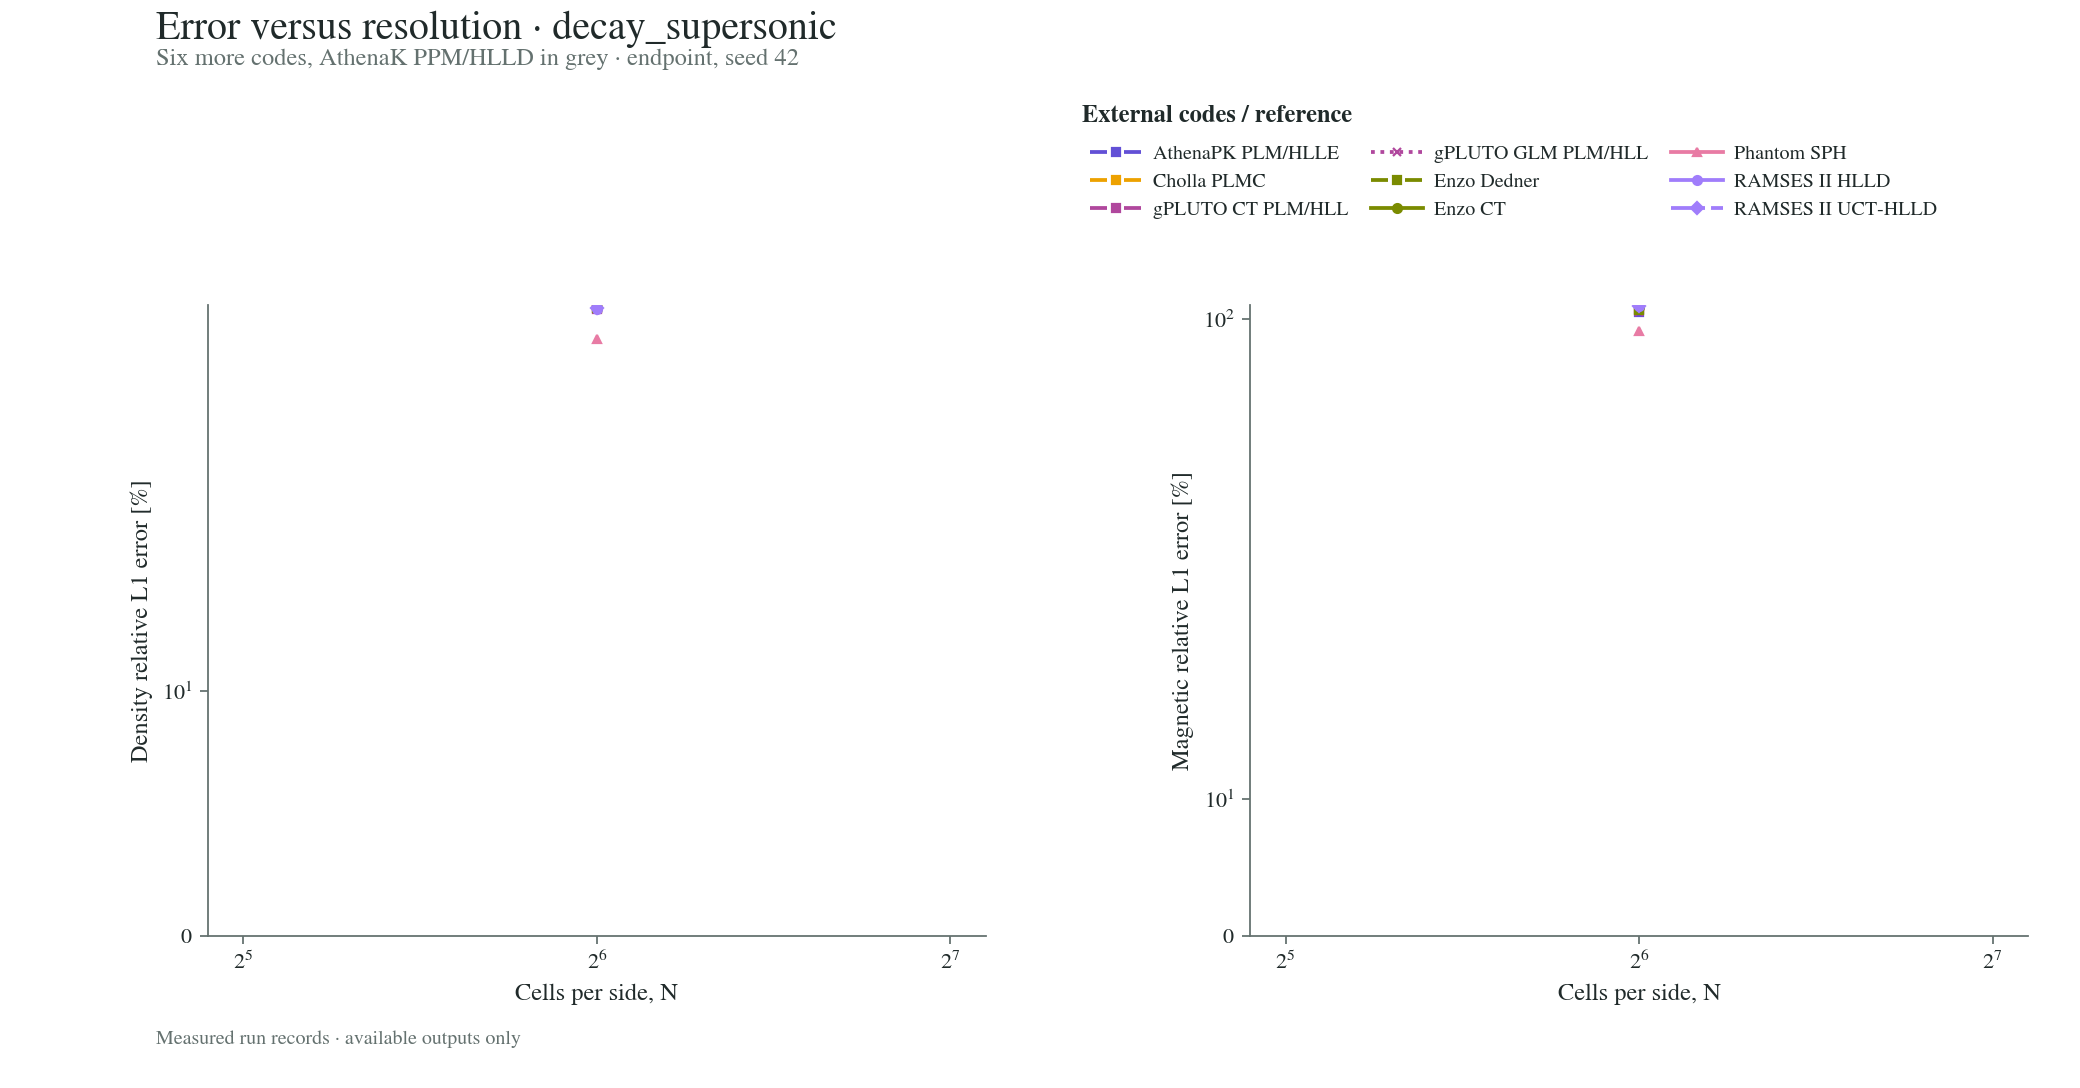 Error versus resolution · decay_supersonic
Six more codes, AthenaK PPM/HLLD in grey · endpoint, seed 42
External codes / reference
AthenaPK PLM/HLLE
Cholla PLMC
gPLUTO CT PLM/HLL
gPLUTO GLM PLM/HLL
Enzo Dedner
Enzo CT
Phantom SPH
RAMSES II HLLD
RAMSES II UCT-HLLD
Density relative L1 error [%]
10¹
0
2⁵ 2⁶ 2⁷
Cells per side, N
Magnetic relative L1 error [%]
10²
10¹
0
2⁵ 2⁶ 2⁷
Cells per side, N
Measured run records · available outputs only